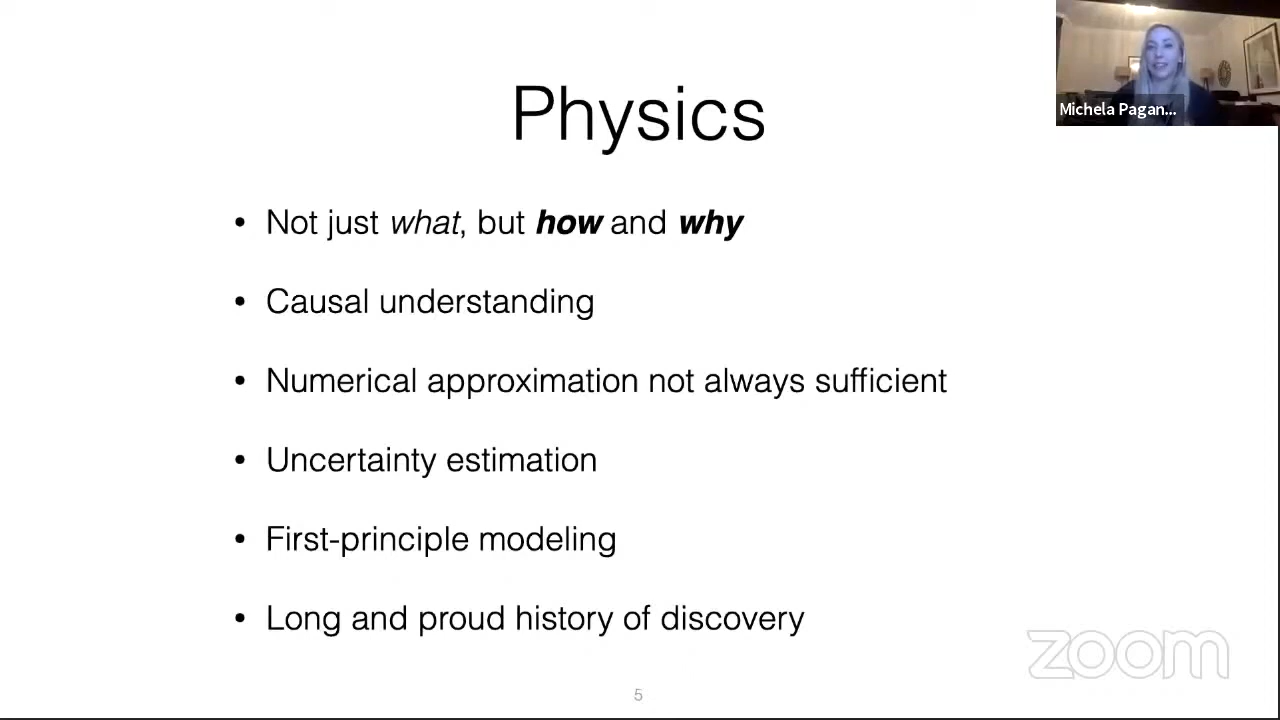 Physics
Michela Pagan...
• Not just what, but how and why
• Causal understanding
• Numerical approximation not always sufficient
• Uncertainty estimation
• First-principle modeling
• Long and proud history of discovery
zoom
5